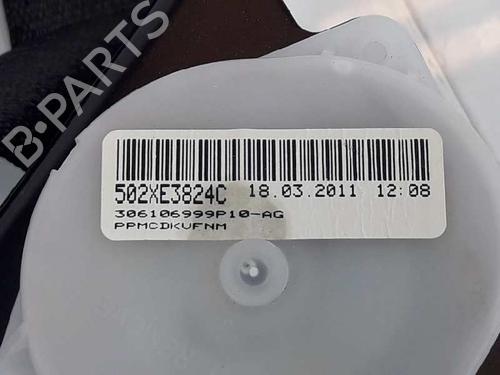 B-PARTS
502XE3824C 18.03.2011 12:08
306106999P10-AG
PPMCDKVFNM